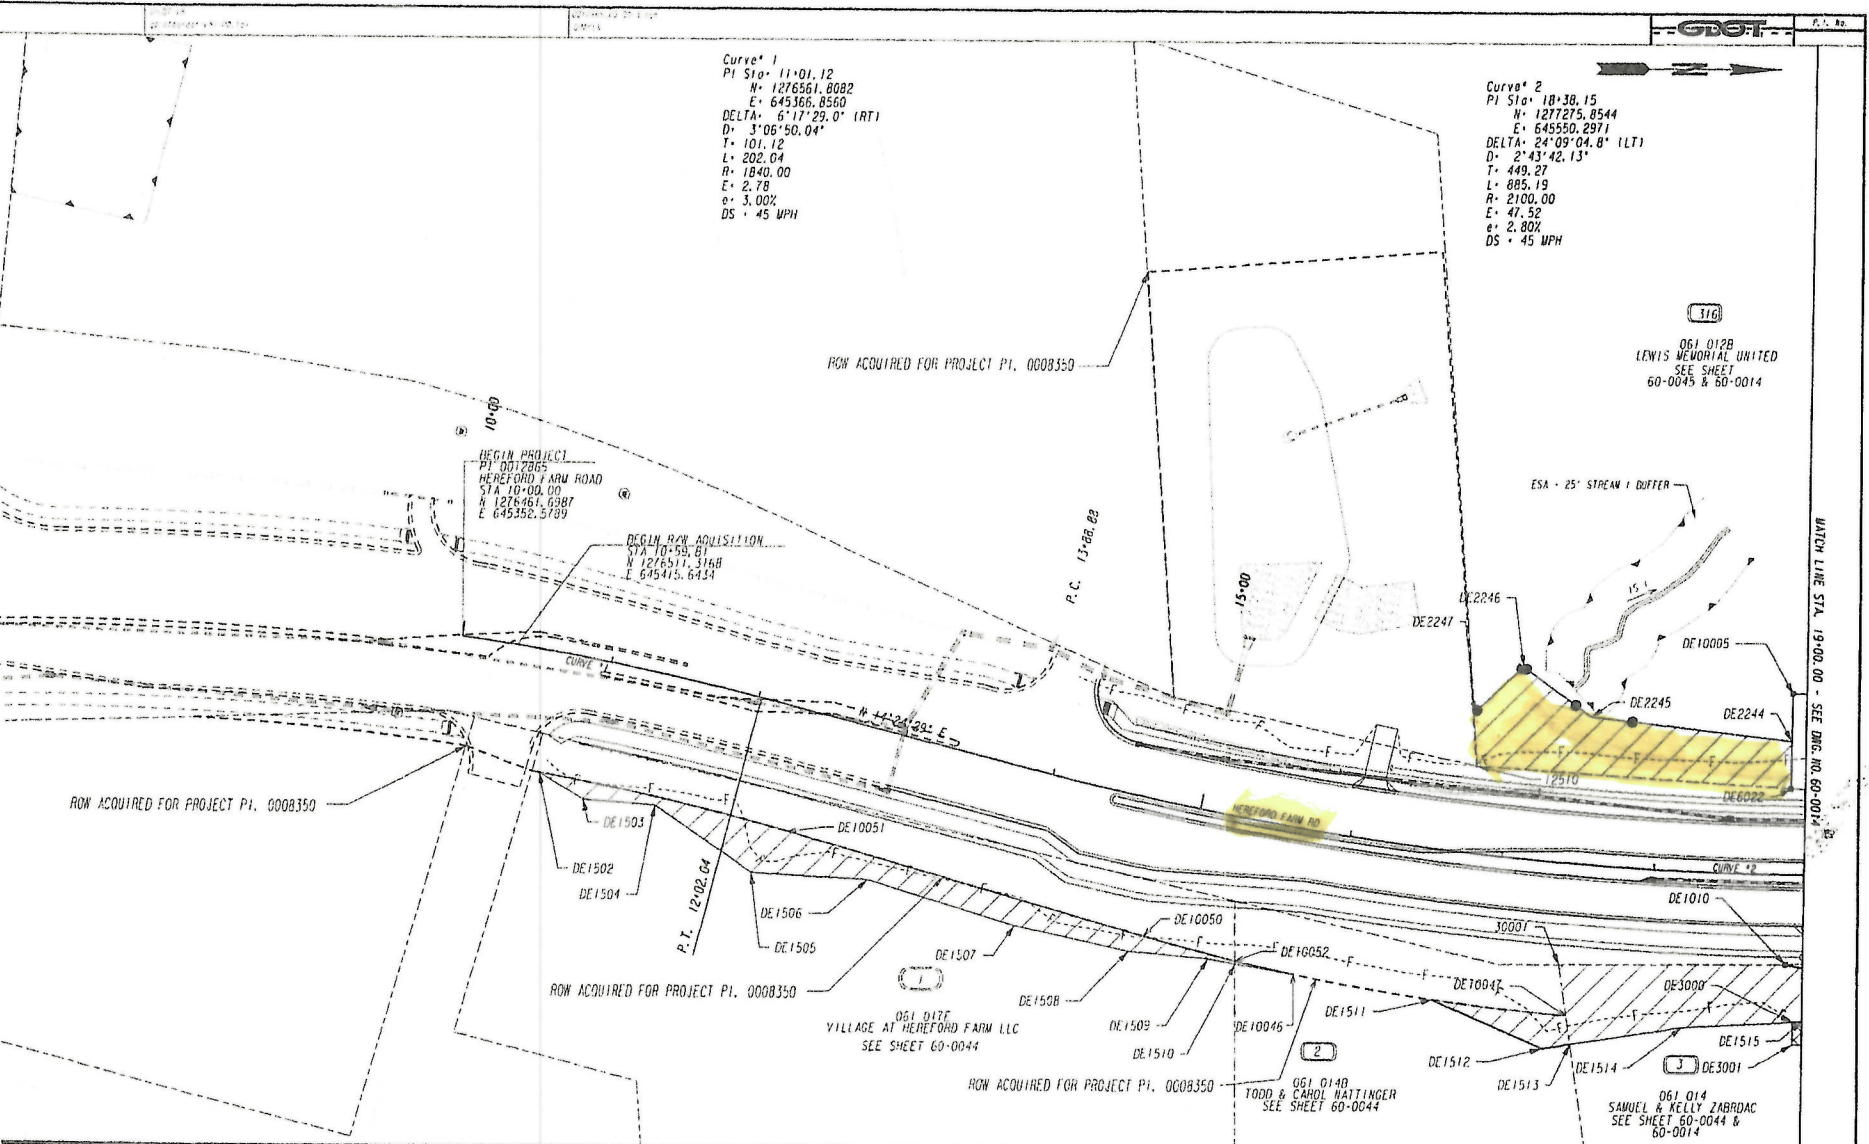 GDOT
P.I. No.
Curve# 1
PI Sta= 11+01.12
N= 1276561.8082
E= 645366.8560
DELTA= 6°17'29.0" (RT)
D= 3°06'50.04"
T= 101.12
L= 202.04
R= 1840.00
E= 2.78
e= 3.00%
DS = 45 MPH
Curve# 2
PI Sta= 18+38.15
N= 1277275.8544
E= 645550.2971
DELTA= 24°09'04.8" (LT)
D= 2°43'42.13"
T= 449.27
L= 885.19
R= 2100.00
E= 47.52
e= 2.80%
DS = 45 MPH
316
061 012B
LEWIS MEMORIAL UNITED
SEE SHEET
60-0045 & 60-0014
ROW ACQUIRED FOR PROJECT PI. 0008350
10+00
BEGIN PROJECT
PI 0012865
HEREFORD FARM ROAD
STA 10+00.00
N 1276461.6987
E 645352.5789
BEGIN R/W AQUISITION
STA 10+59.81
N 1276511.3168
E 645415.6434
ESA - 25' STREAM 1 BUFFER
P.C. 13+88.88
15+00
DE2246
DE2247
DE10005
DE2245
DE2244
MATCH LINE STA. 19+00.00 - SEE DWG. NO. 60-0014
CURVE #1
N 14°24'29" E
12510
DE6022
HEREFORD FARM RD
ROW ACQUIRED FOR PROJECT PI. 0008350
DE1503
DE10051
DE1502
DE1504
CURVE #2
DE1010
P.T. 12+02.04
DE1506
DE1505
DE10050
30001
DE1507
DE10052
DE10047
DE3000
1
ROW ACQUIRED FOR PROJECT PI. 0008350
DE1508
DE1509
DE10046
DE1511
061 017F
VILLAGE AT HEREFORD FARM LLC
SEE SHEET 60-0044
DE1510
2
DE1512
DE1515
DE1514
3
DE3001
DE1513
ROW ACQUIRED FOR PROJECT PI. 0008350
061 014B
TODD & CAROL NATTINGER
SEE SHEET 60-0044
061 014
SAMUEL & KELLY ZABRDAC
SEE SHEET 60-0044 &
60-0014